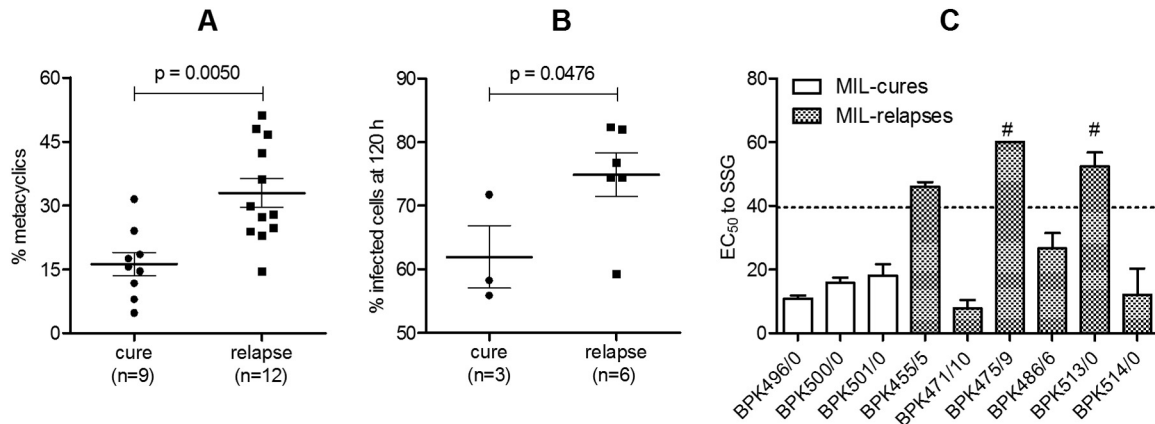 A
% metacyclics
60
45
30
15
0
p = 0.0050
cure
(n=9)
relapse
(n=12)
B
% infected cells at 120 h
90
80
70
60
50
p = 0.0476
cure
(n=3)
relapse
(n=6)
C
EC50 to SSG
80
60
40
20
0
MIL-cures
MIL-relapses
#
#
BPK496/0
BPK500/0
BPK501/0
BPK455/5
BPK471/10
BPK475/9
BPK486/6
BPK513/0
BPK514/0